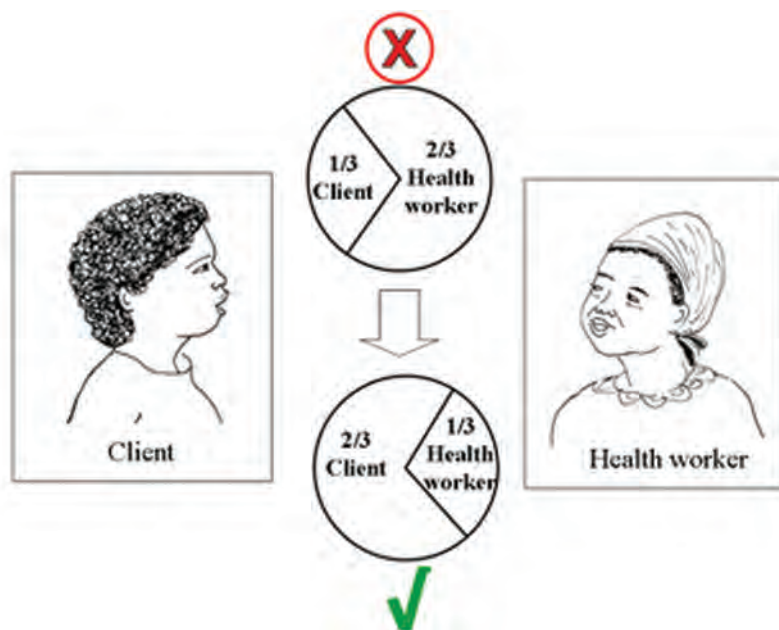 X
1/3
Client
2/3
Health
worker
Client
2/3
Client
1/3
Health
worker
Health worker